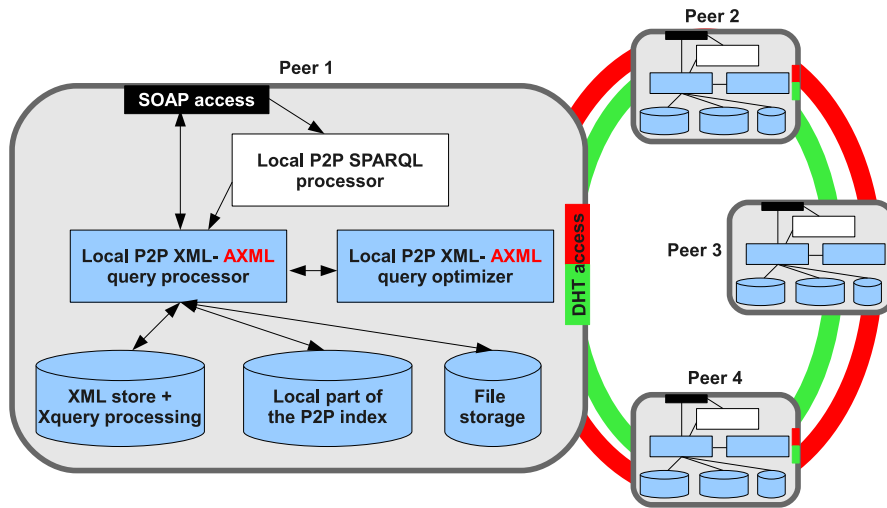 Peer 1
SOAP access
Local P2P SPARQL
processor
Local P2P XML- AXML
query processor
Local P2P XML- AXML
query optimizer
XML store +
Xquery processing
Local part of
the P2P index
File
storage
DHT access
Peer 2
Peer 3
Peer 4